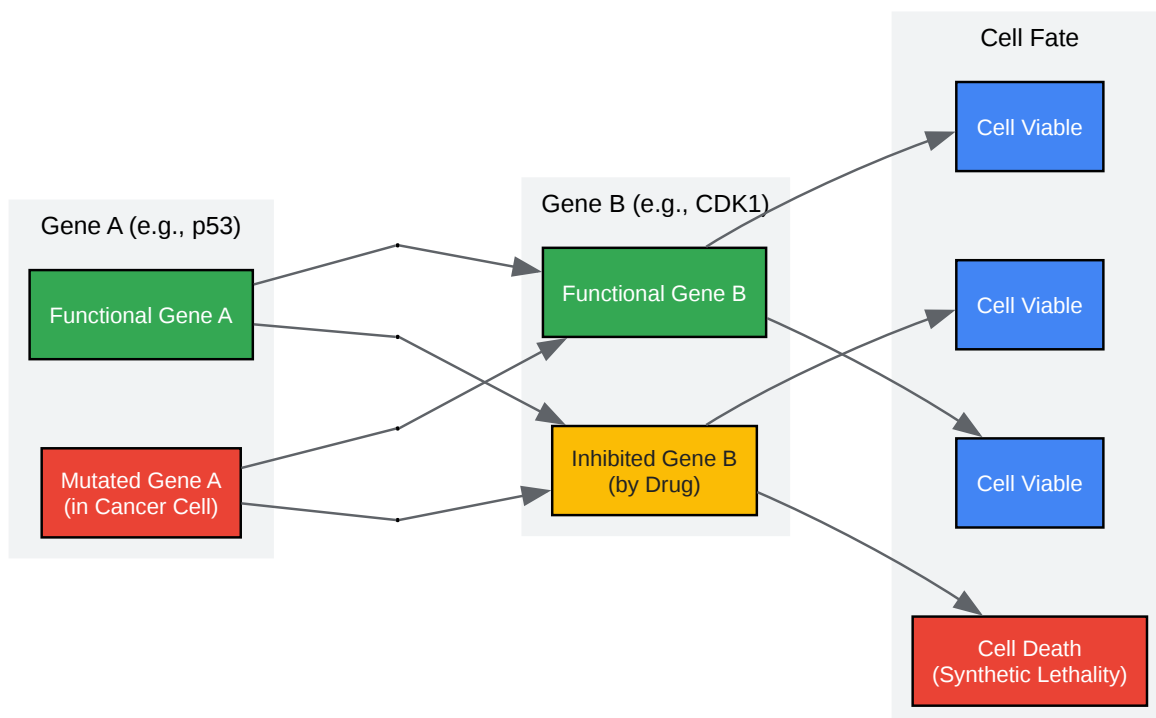 Gene A (e.g., p53)
Functional Gene A
Mutated Gene A
(in Cancer Cell)
Gene B (e.g., CDK1)
Functional Gene B
Inhibited Gene B
(by Drug)
Cell Fate
Cell Viable
Cell Viable
Cell Viable
Cell Death
(Synthetic Lethality)